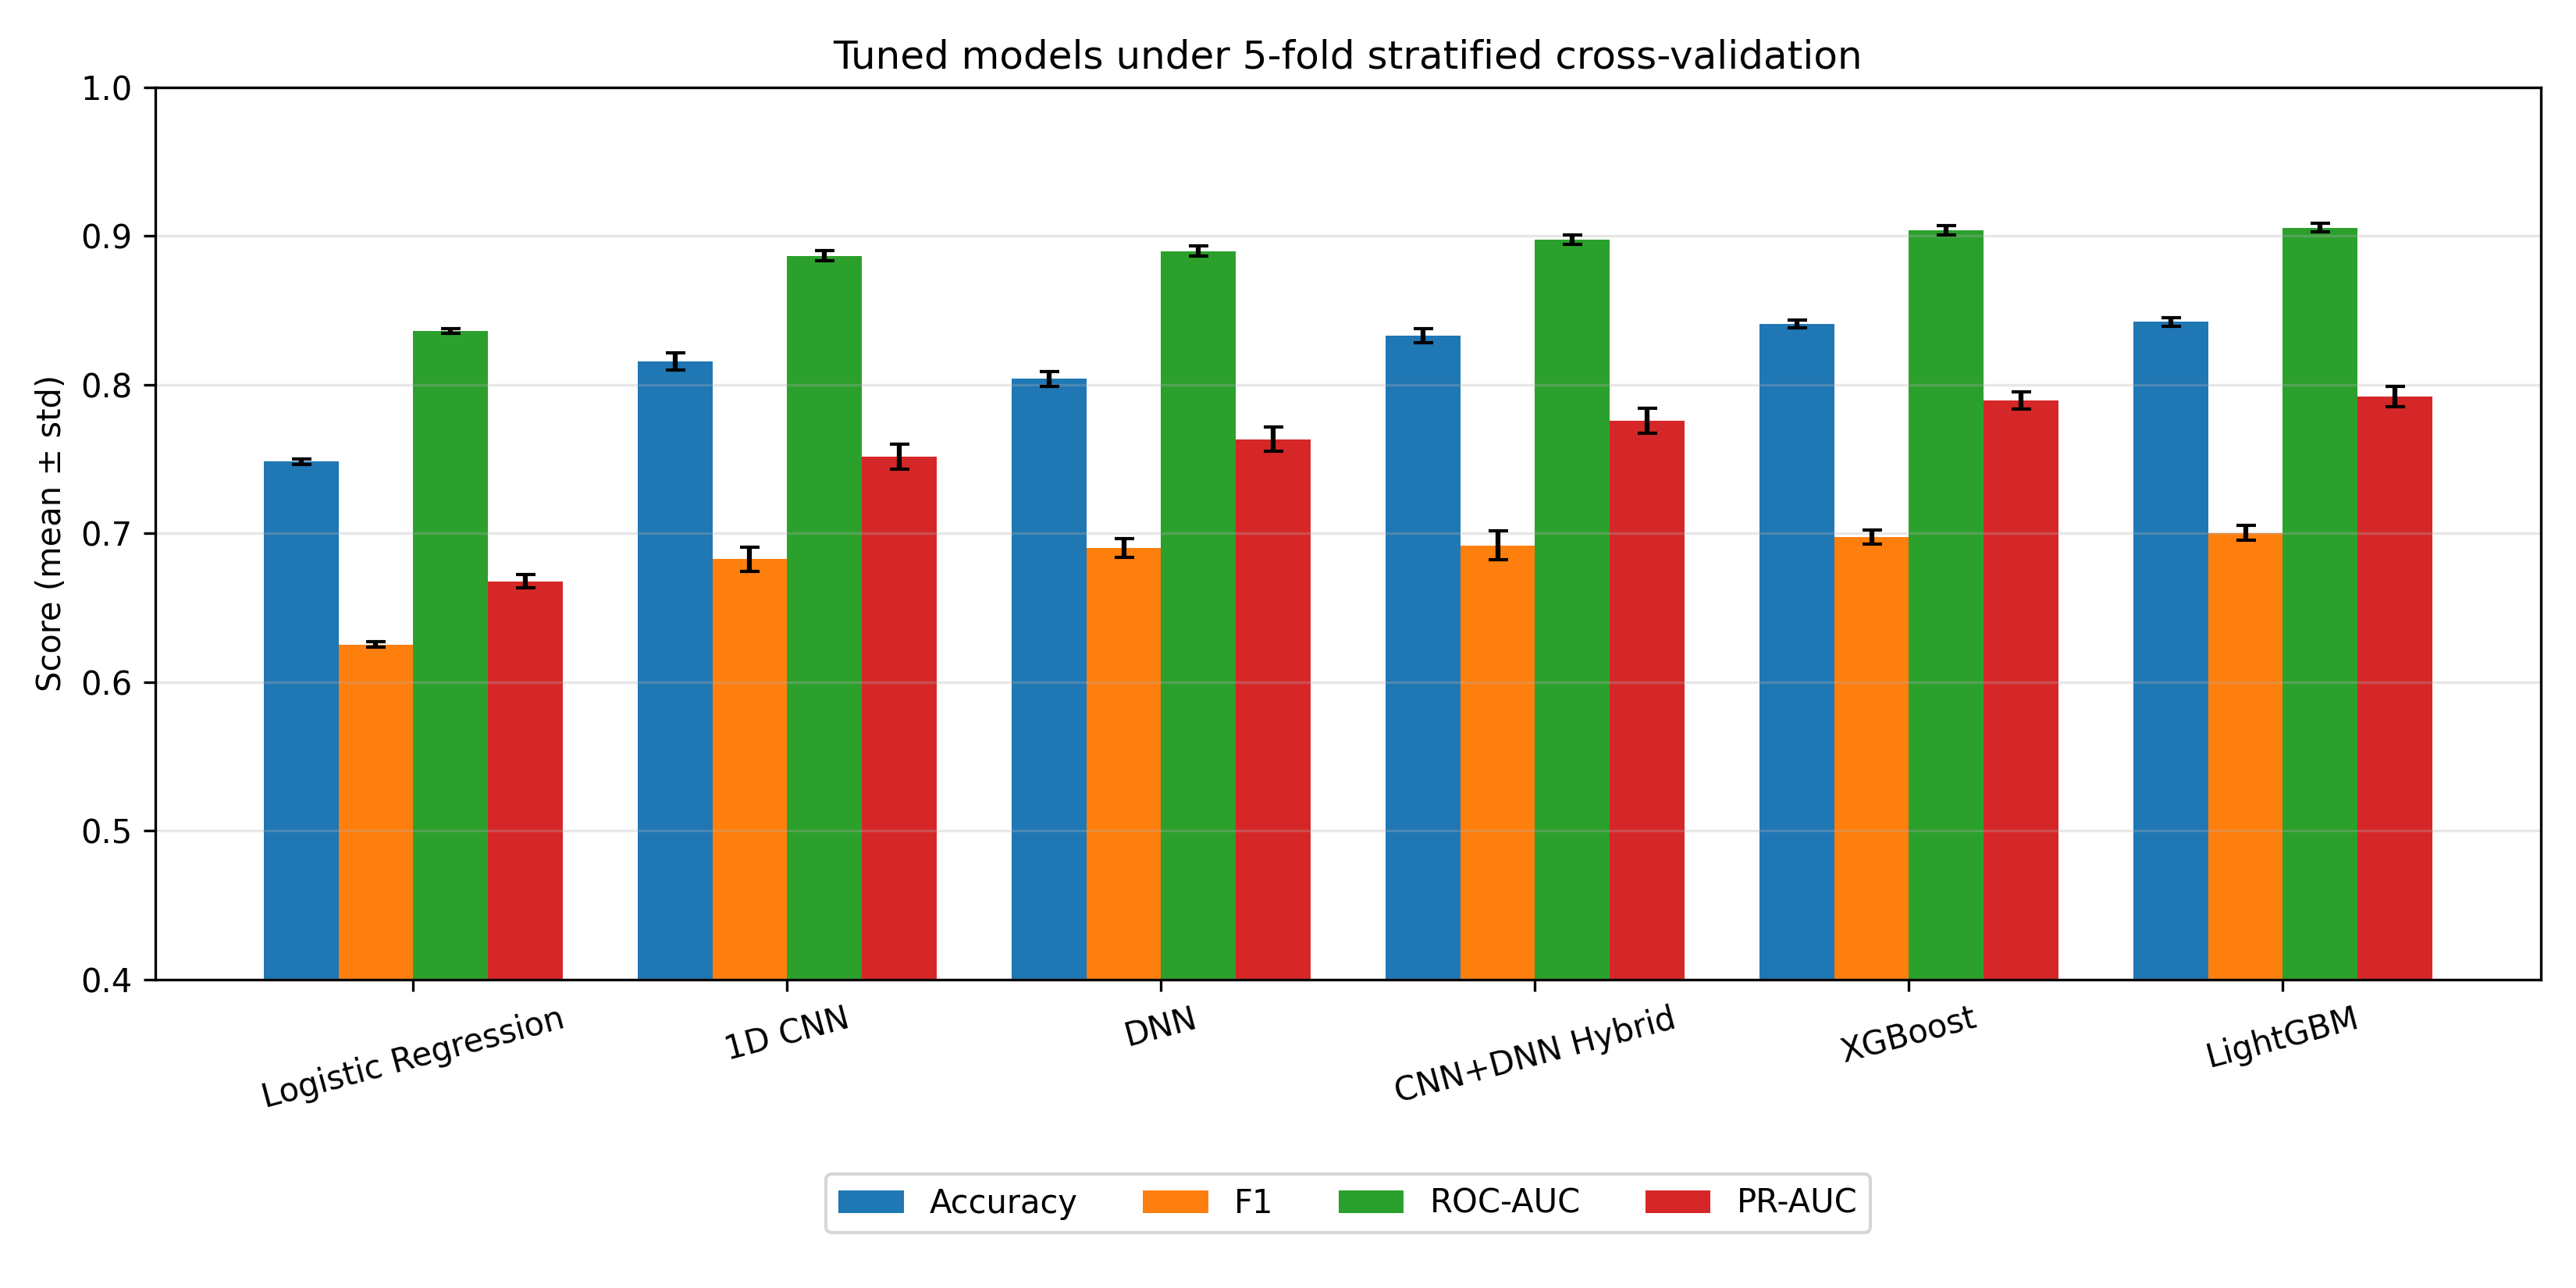 Tuned models under 5-fold stratified cross-validation
Score (mean ± std)
1.0
0.9
0.8
0.7
0.6
0.5
0.4
Logistic Regression
1D CNN
DNN
CNN+DNN Hybrid
XGBoost
LightGBM
Accuracy F1 ROC-AUC PR-AUC